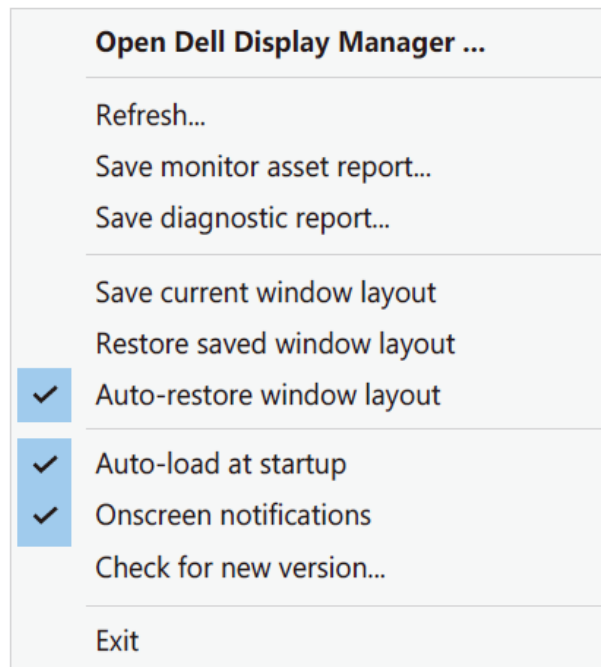 Open Dell Display Manager ...
Refresh...
Save monitor asset report...
Save diagnostic report...
Save current window layout
Restore saved window layout
Auto-restore window layout
Auto-load at startup
Onscreen notifications
Check for new version...
Exit